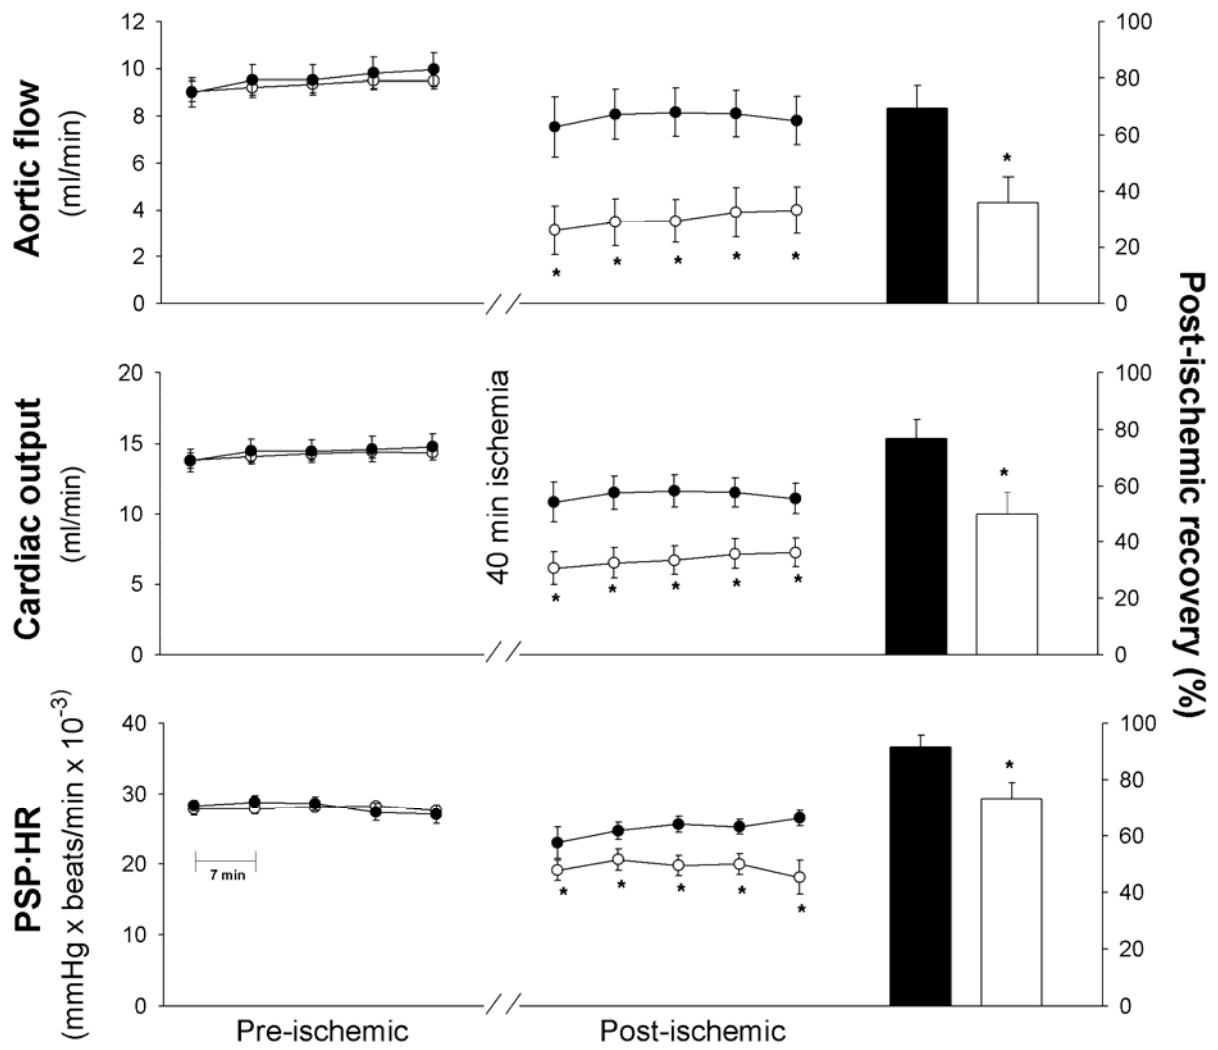 Aortic flow
(ml/min)
12
10
8
6
4
2
0
100
80
60
40
20
0
*
* * * * *
//
Cardiac output
(ml/min)
20
15
10
5
0
40 min ischemia
100
80
60
40
20
0
*
* * * * *
//
PSP·HR
(mmHg x beats/min x 10⁻³)
40
30
20
10
0
7 min
100
80
60
40
20
0
*
* * * * *
//
Pre-ischemic
Post-ischemic
Post-ischemic recovery (%)